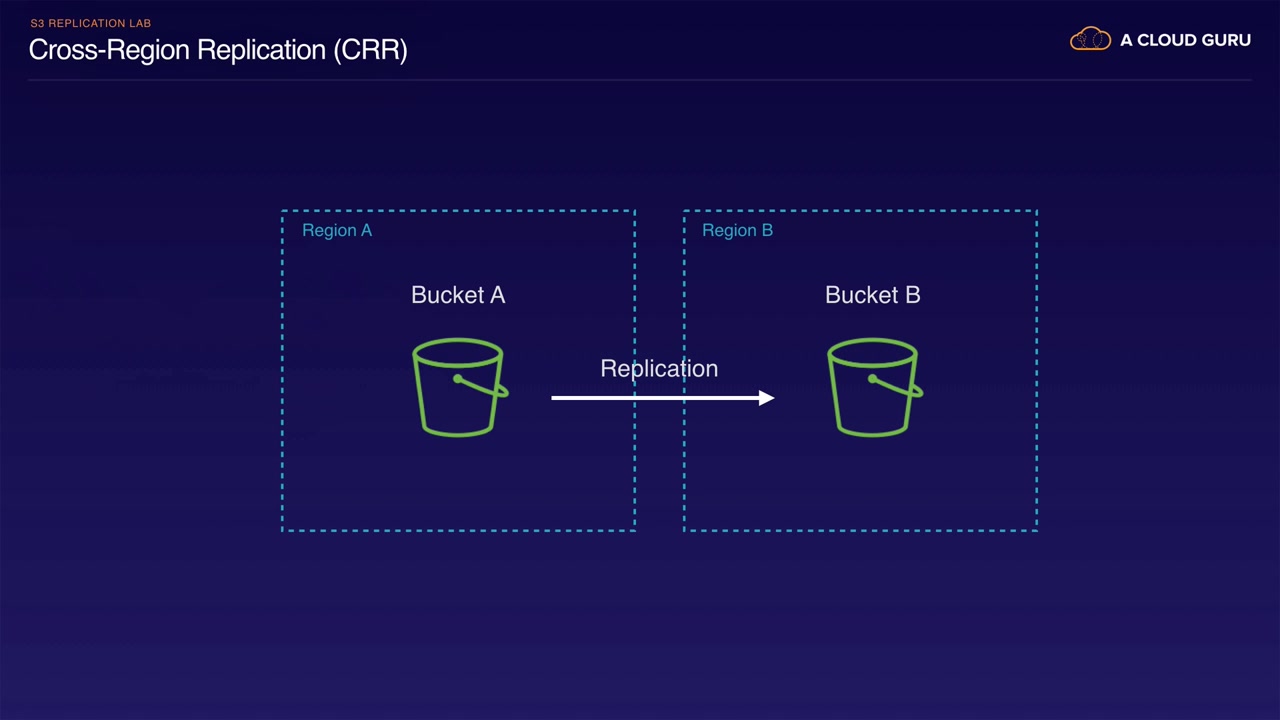 S3 REPLICATION LAB
Cross-Region Replication (CRR)
A CLOUD GURU
Region A
Region B
Bucket A
Bucket B
Replication